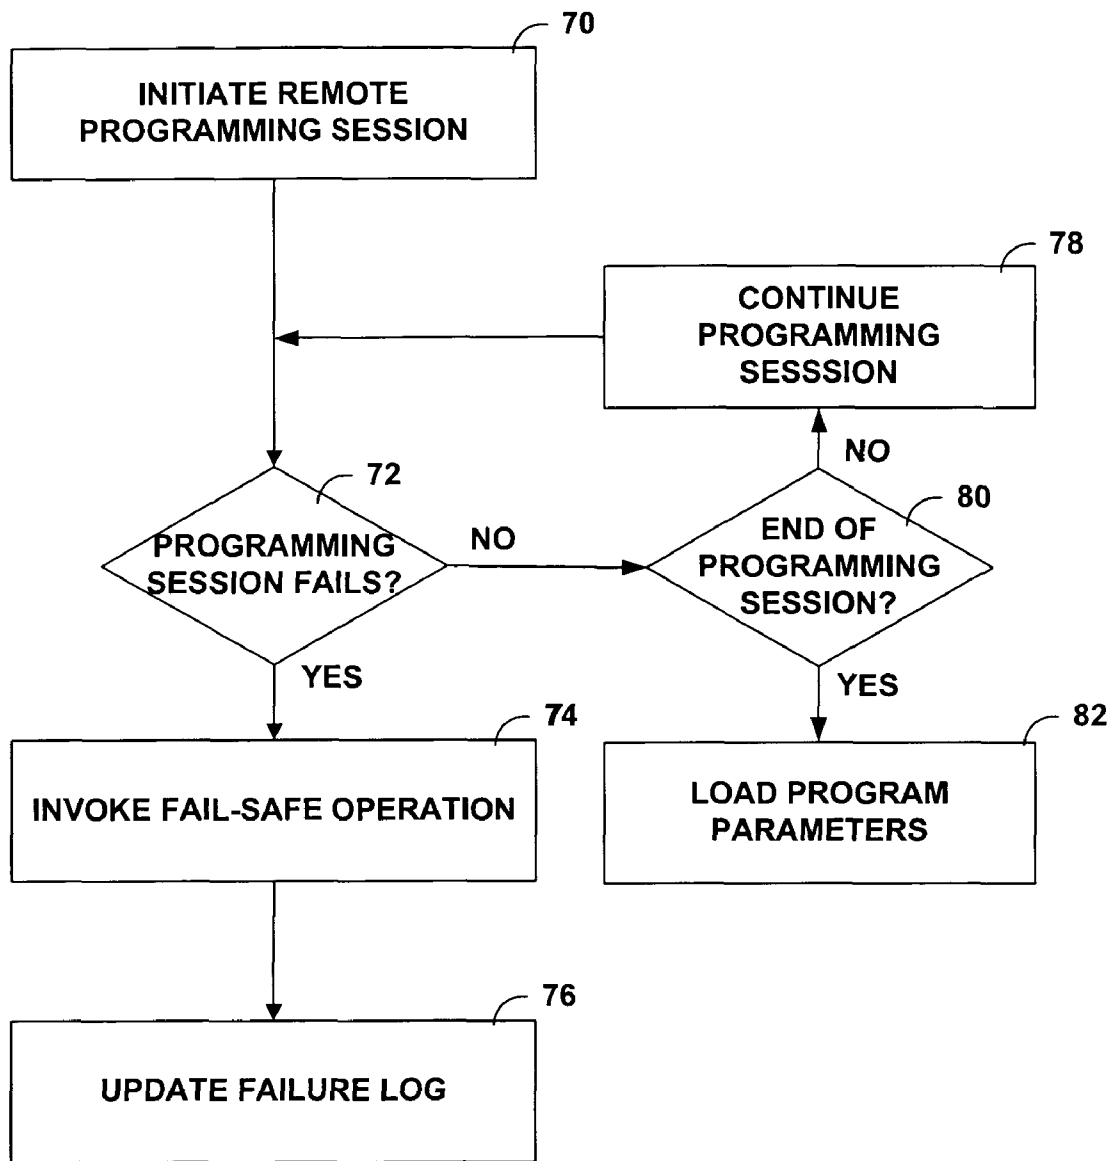 70
INITIATE REMOTE
PROGRAMMING SESSION
78
CONTINUE
PROGRAMMING
SESSSION
NO
72
PROGRAMMING
SESSION FAILS?
NO
80
END OF
PROGRAMMING
SESSION?
YES
YES
74
INVOKE FAIL-SAFE OPERATION
82
LOAD PROGRAM
PARAMETERS
76
UPDATE FAILURE LOG